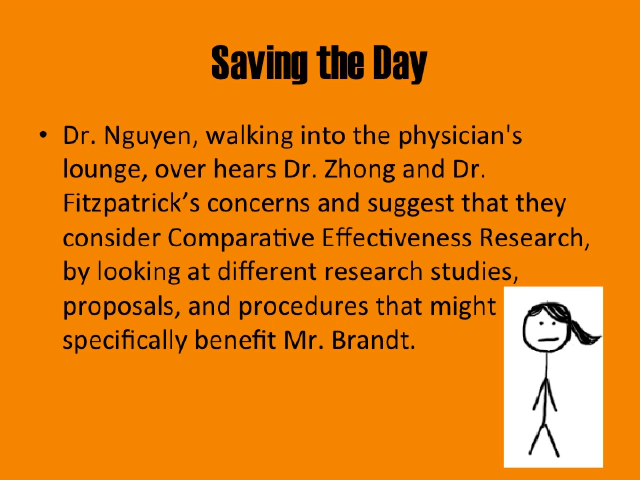 Saving the Day
• Dr. Nguyen, walking into the physician's
lounge, over hears Dr. Zhong and Dr.
Fitzpatrick’s concerns and suggest that they
consider Comparative Effectiveness Research,
by looking at different research studies,
proposals, and procedures that might
specifically benefit Mr. Brandt.